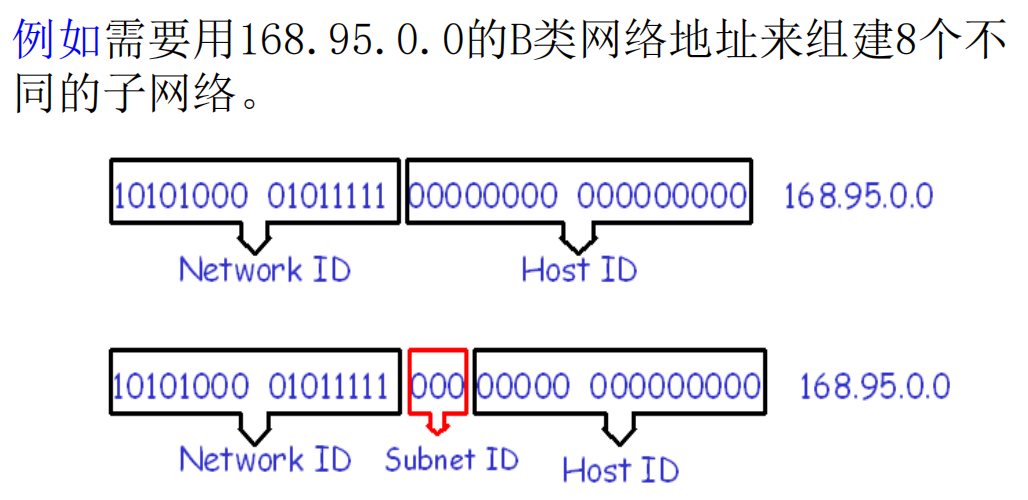 例如需要用168.95.0.0的B类网络地址来组建8个不
同的子网络。
10101000 01011111 00000000 000000000 168.95.0.0
Network ID Host ID
10101000 01011111 000 00000 000000000 168.95.0.0
Network ID Subnet ID Host ID